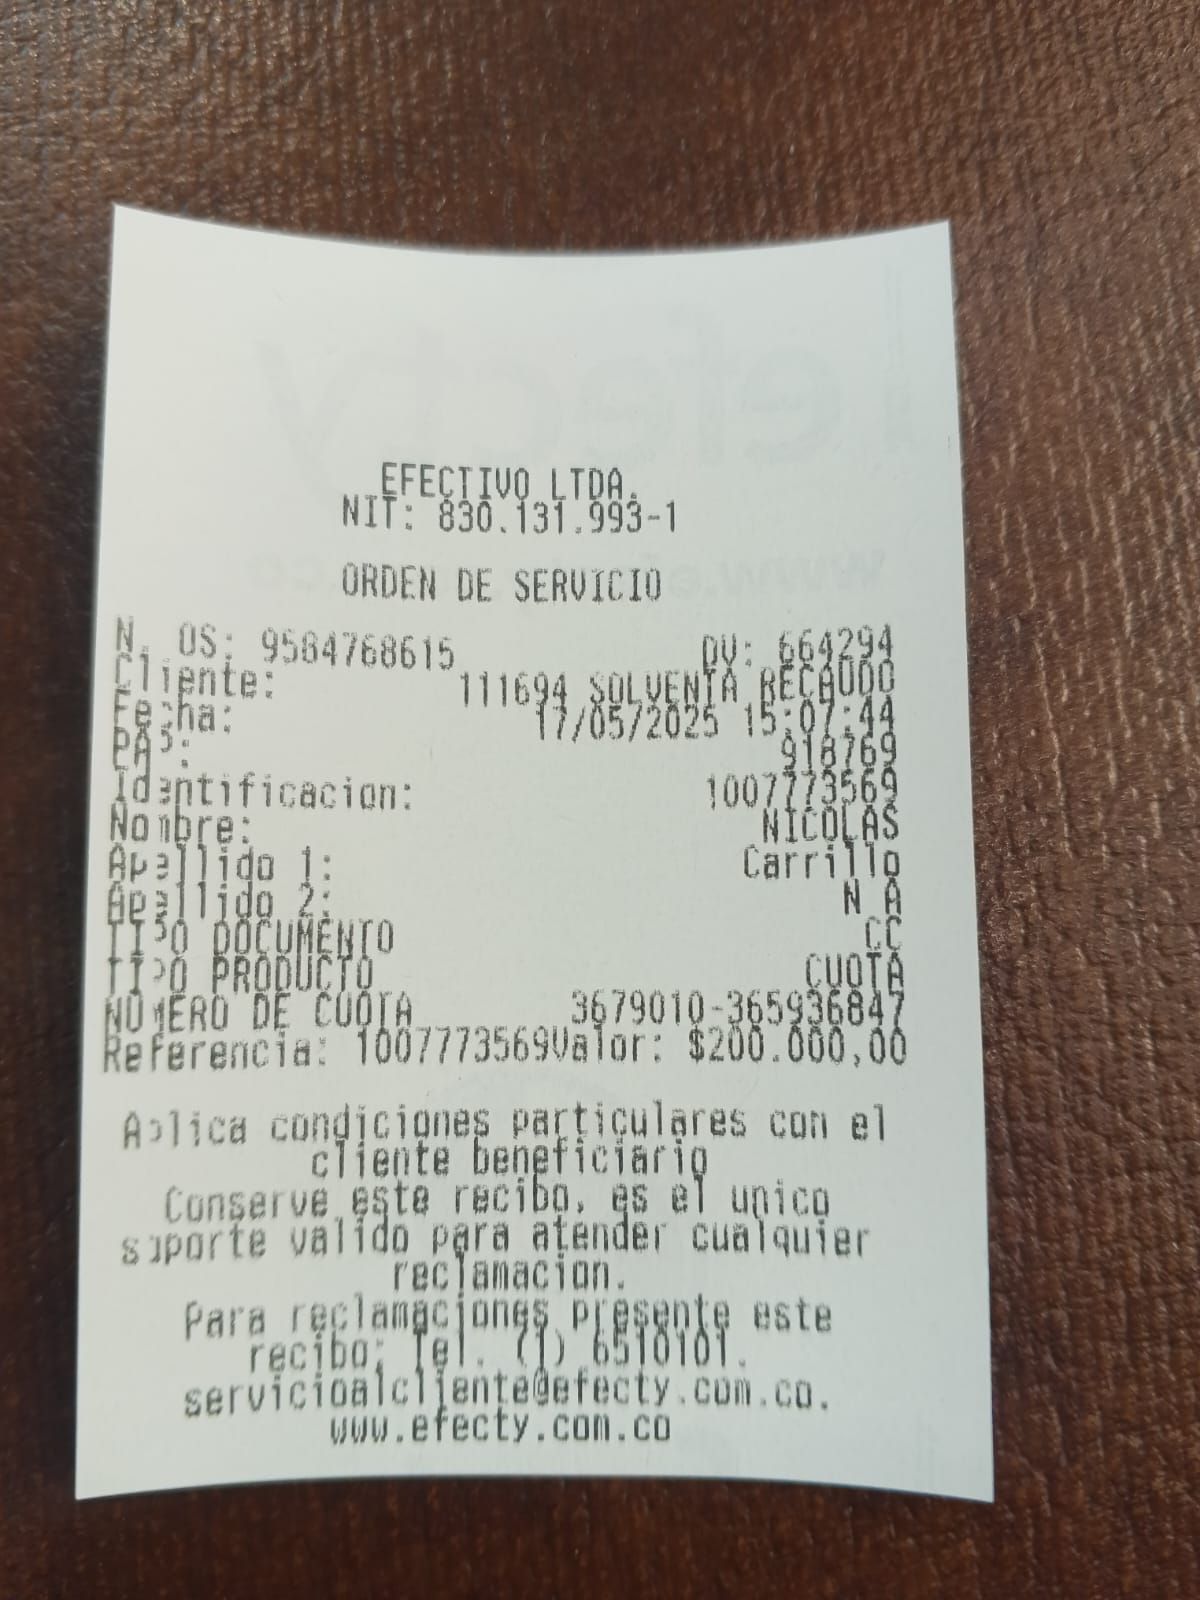 EFECTIVO LTDA.
NIT: 830.131.993-1
ORDEN DE SERVICIO
N. OS: 9584768615 DV: 664294
Cliente: 111694 SOLVENTA RECAUDO
Fecha: 17/05/2025 15:07:44
PAP: 918769
Identificacion: 1007773569
Nombre: NICOLAS
Apellido 1: Carrillo
Apellido 2: N A
TIPO DOCUMENTO CC
TIPO PRODUCTO CUOTA
NUMERO DE CUOTA 3679010-365936847
Referencia: 1007773569Valor: $200.000,00
Aplica condiciones particulares con el
cliente beneficiario
Conserve este recibo, es el unico
soporte valido para atender cualquier
reclamacion.
Para reclamaciones presente este
recibo; Tel. (1) 6510101.
servicioalcliente@efecty.com.co.
www.efecty.com.co